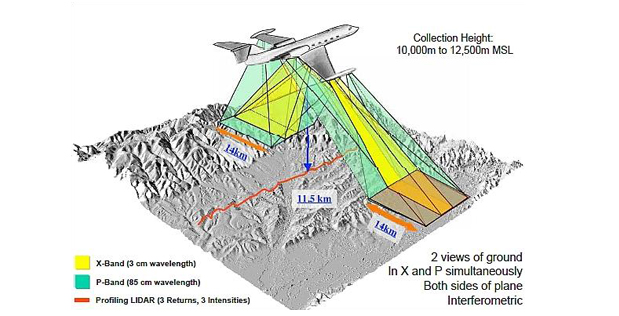 Collection Height:
10,000m to 12,500m MSL
14km
11.5 km
14km
X-Band (3 cm wavelength)
P-Band (85 cm wavelength)
Profiling LIDAR (3 Returns, 3 Intensities)
2 views of ground
In X and P simultaneously
Both sides of plane
Interferometric